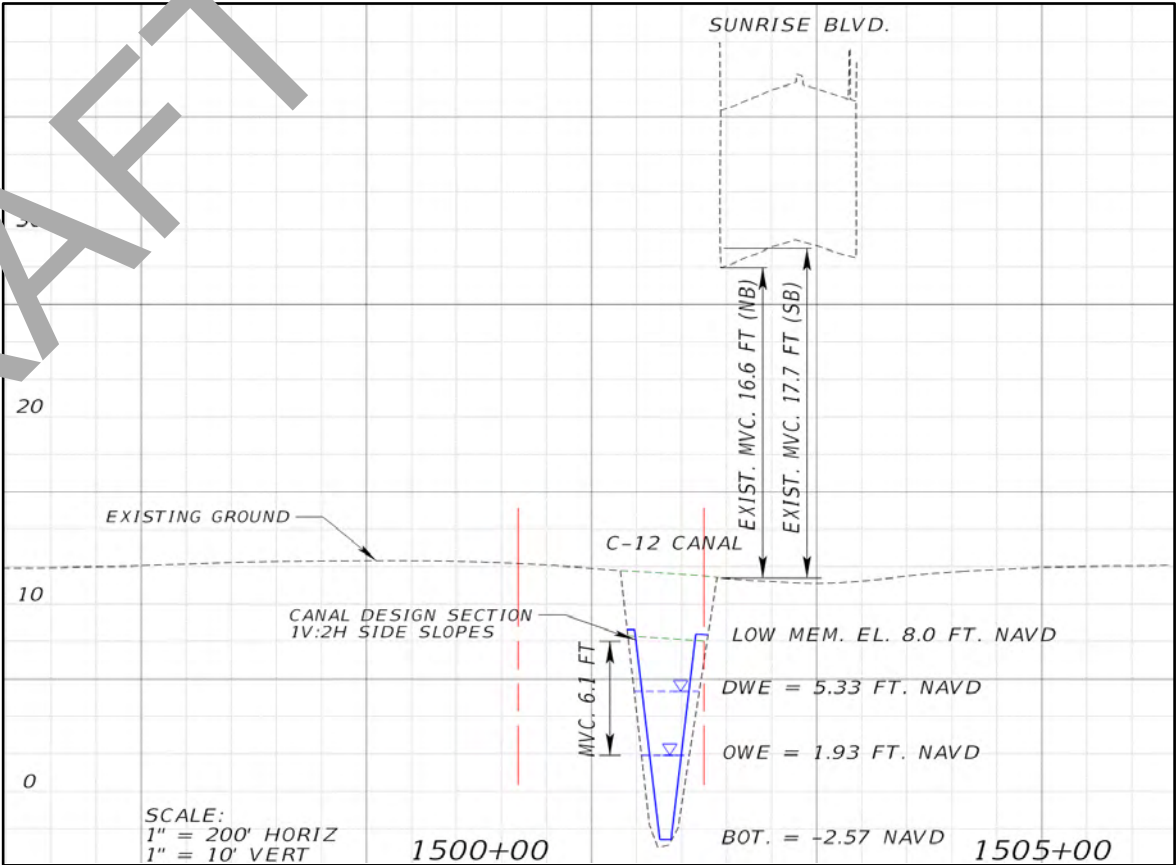 SUNRISE BLVD.
EXIST. MVC. 16.6 FT (NB)
EXIST. MVC. 17.7 FT (SB)
20
EXISTING GROUND
C-12 CANAL
10
CANAL DESIGN SECTION
1V:2H SIDE SLOPES
LOW MEM. EL. 8.0 FT. NAVD
MVC. 6.1 FT
DWE = 5.33 FT. NAVD
OWE = 1.93 FT. NAVD
0
SCALE:
1" = 200' HORIZ
1" = 10' VERT
BOT. = -2.57 NAVD
1500+00
1505+00
AFT